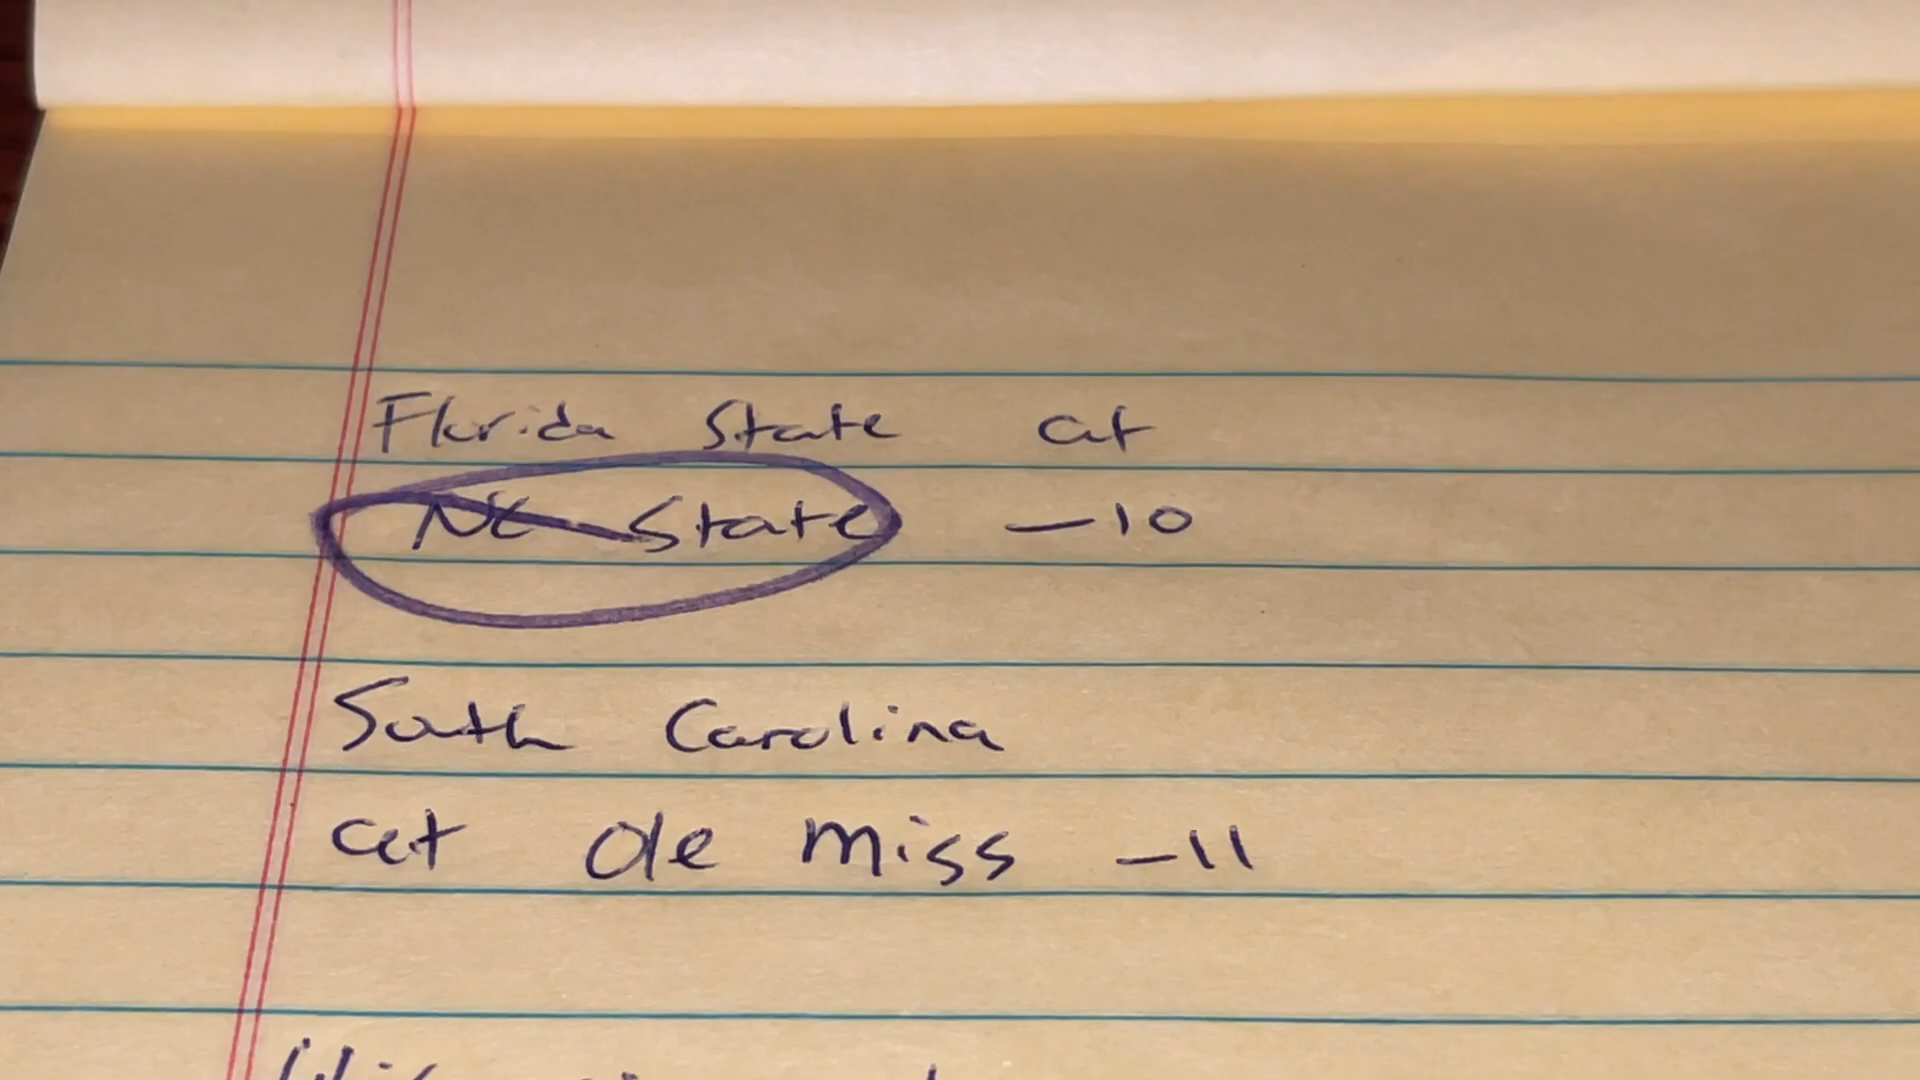 Florida State at
NC State -10
South Carolina
at Ole Miss -11